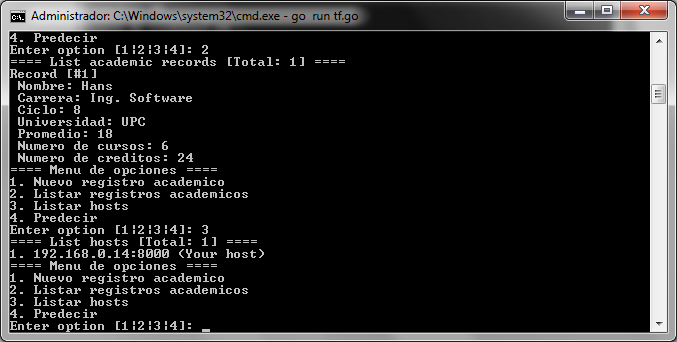 Administrador: C:\Windows\system32\cmd.exe - go  run tf.go
4. Predecir
Enter option [1¦2¦3¦4]: 2
==== List academic records [Total: 1] ====
Record [#1]
 Nombre: Hans
 Carrera: Ing. Software
 Ciclo: 8
 Universidad: UPC
 Promedio: 18
 Numero de cursos: 6
 Numero de creditos: 24
==== Menu de opciones ====
1. Nuevo registro academico
2. Listar registros academicos
3. Listar hosts
4. Predecir
Enter option [1¦2¦3¦4]: 3
==== List hosts [Total: 1] ====
1. 192.168.0.14:8000 (Your host)
==== Menu de opciones ====
1. Nuevo registro academico
2. Listar registros academicos
3. Listar hosts
4. Predecir
Enter option [1¦2¦3¦4]: _